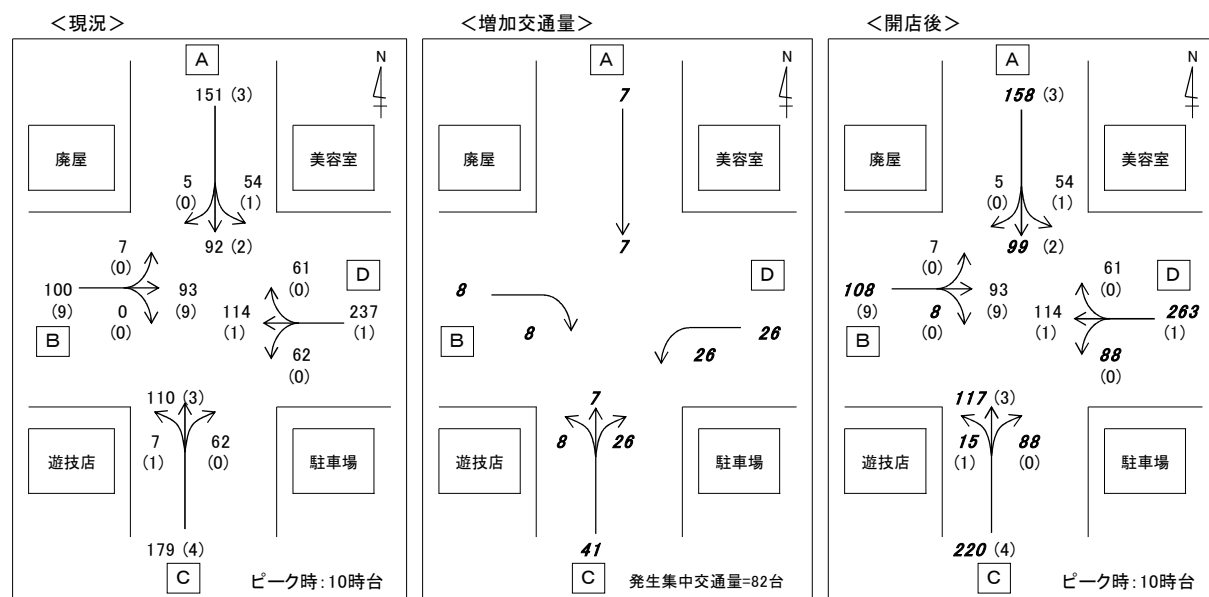 ＜現況＞
A
N
151 (3)
廃屋
美容室
5
(0)
54
(1)
92 (2)
7
(0)
61
(0)
D
100
(9)
0
(0)
93
(9)
114
(1)
237
(1)
B
62
(0)
110 (3)
7
(1)
62
(0)
遊技店
駐車場
179 (4)
C
ピーク時：10時台
＜増加交通量＞
A
N
7
廃屋
美容室
7
D
8
8
26
26
B
7
8
26
遊技店
駐車場
41
C
発生集中交通量=82台
＜開店後＞
A
N
158 (3)
廃屋
美容室
5
(0)
54
(1)
99 (2)
7
(0)
61
(0)
D
108
(9)
8
(0)
93
(9)
114
(1)
263
(1)
B
88
(0)
117 (3)
15
(1)
88
(0)
遊技店
駐車場
220 (4)
C
ピーク時：10時台